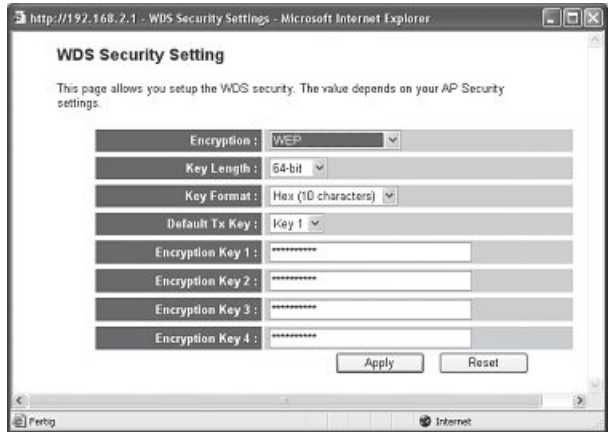 http://192.168.2.1 - WDS Security Settings - Microsoft Internet Explorer
WDS Security Setting
This page allows you setup the WDS security. The value depends on your AP Security
settings.
Encryption : WEP
Key Length : 64-bit
Key Format : Hex (10 characters)
Default Tx Key : Key 1
Encryption Key 1 : **********
Encryption Key 2 : **********
Encryption Key 3 : **********
Encryption Key 4 : **********
Apply Reset
Fertig Internet